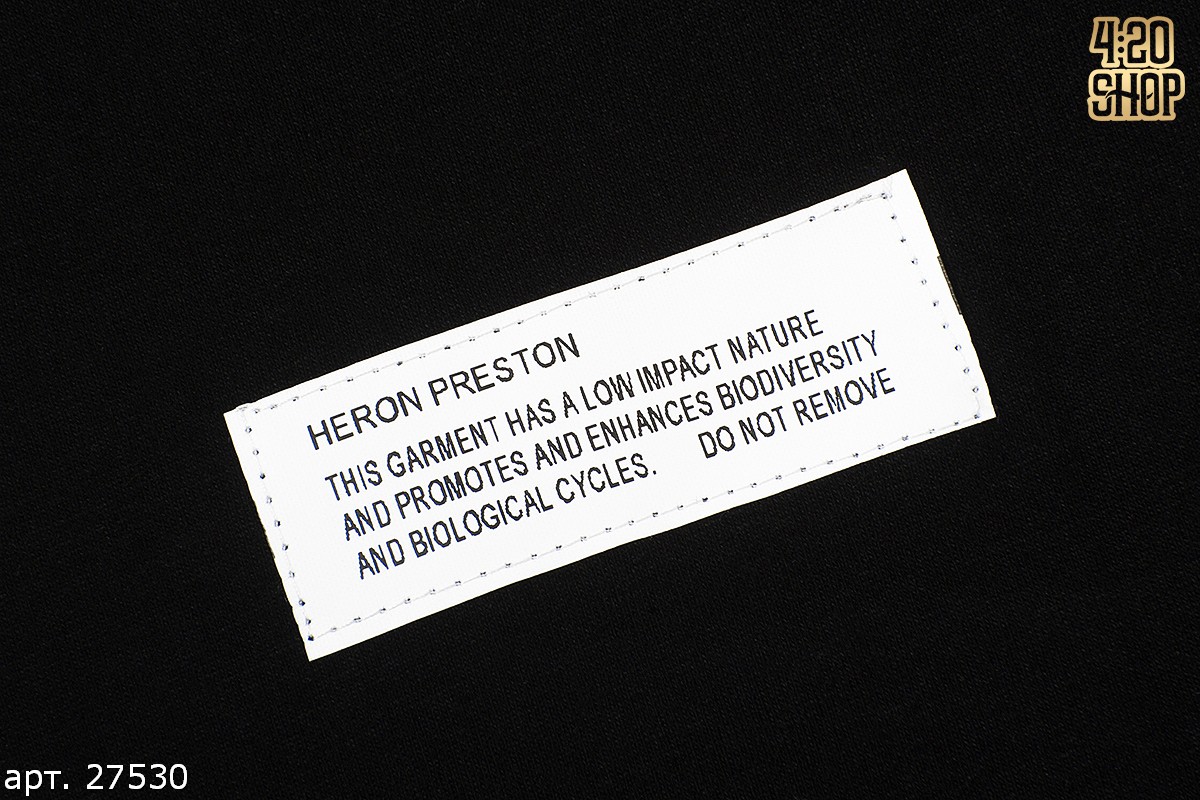 4:20
SHOP
HERON PRESTON
THIS GARMENT HAS A LOW IMPACT NATURE
AND PROMOTES AND ENHANCES BIODIVERSITY
AND BIOLOGICAL CYCLES. DO NOT REMOVE
арт. 27530